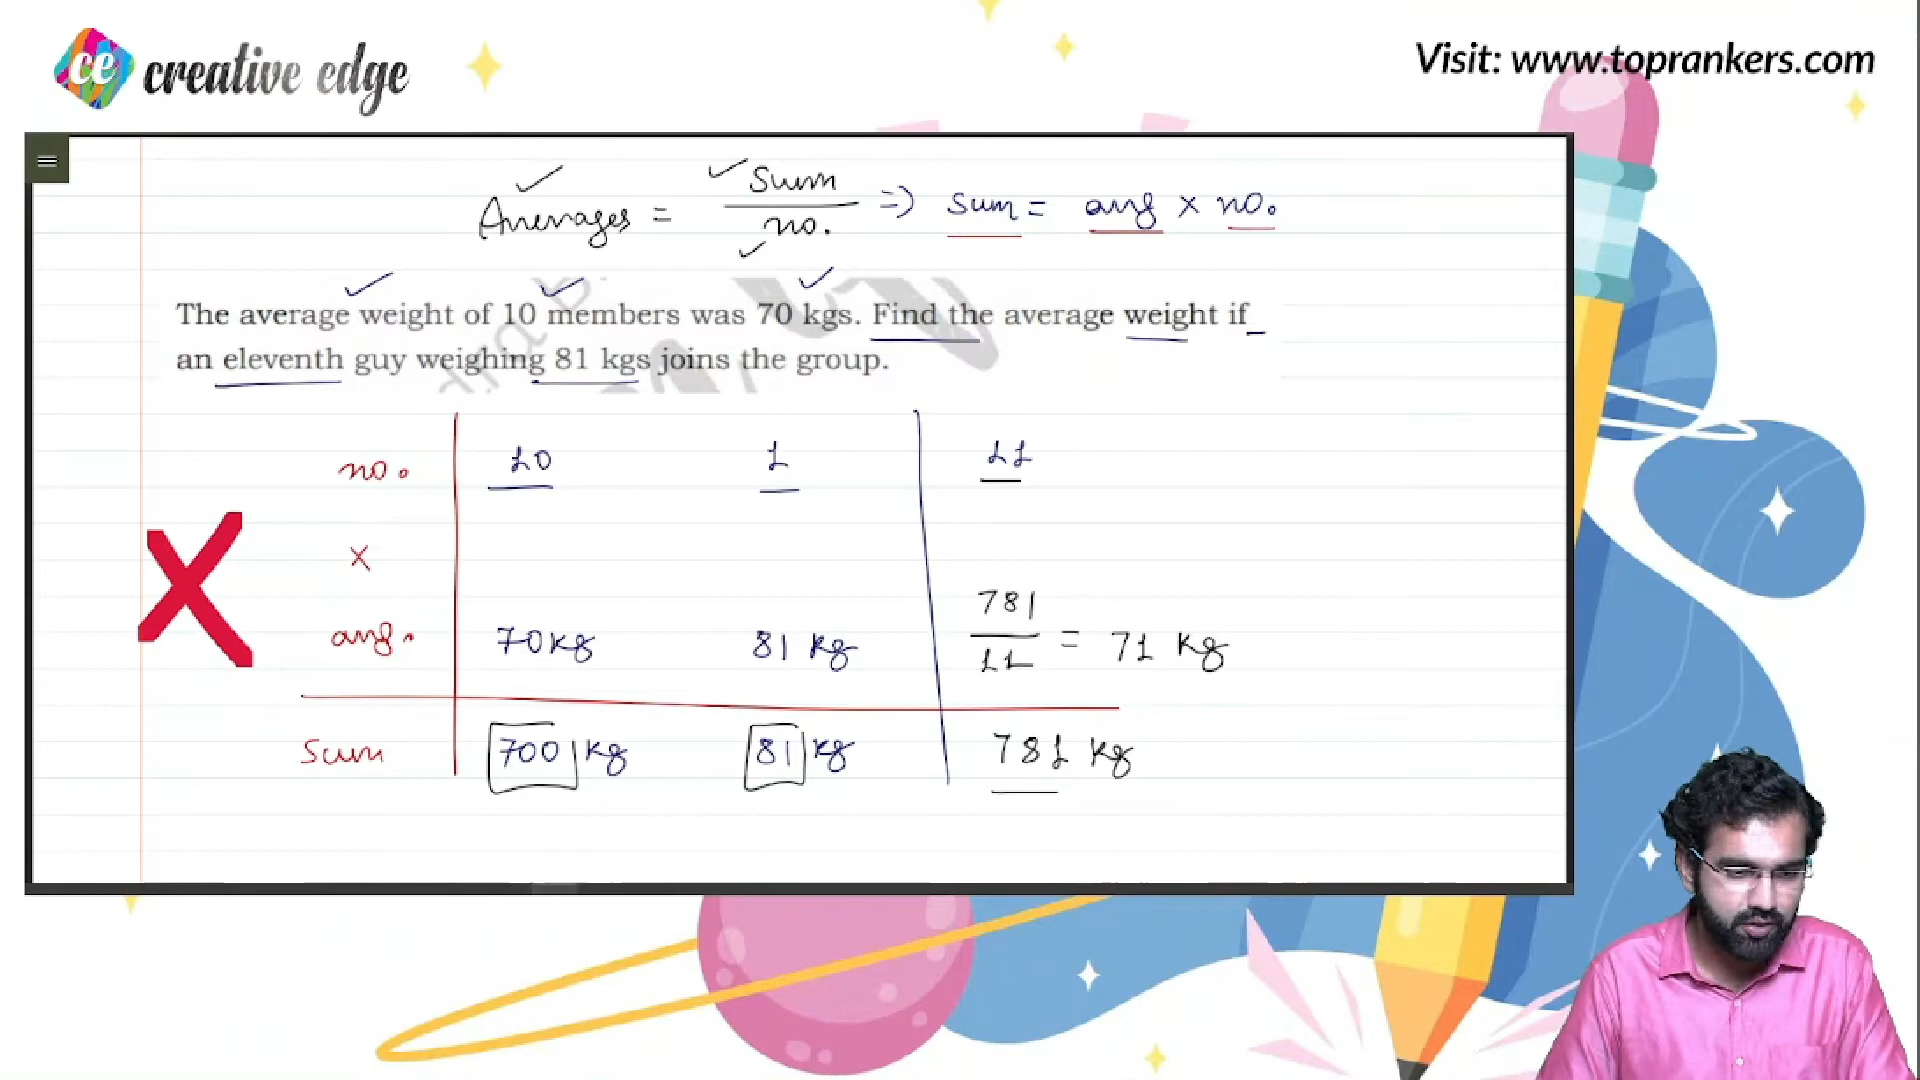 ce creative edge
Visit: www.toprankers.com
Averages = Sum / no. => sum = avg × no.
The average weight of 10 members was 70 kgs. Find the average weight if
an eleventh guy weighing 81 kgs joins the group.
no. 10 1 11
×
avg. 70kg 81 kg 781 / 11 = 71 kg
Sum 700 kg 81 kg 781 kg